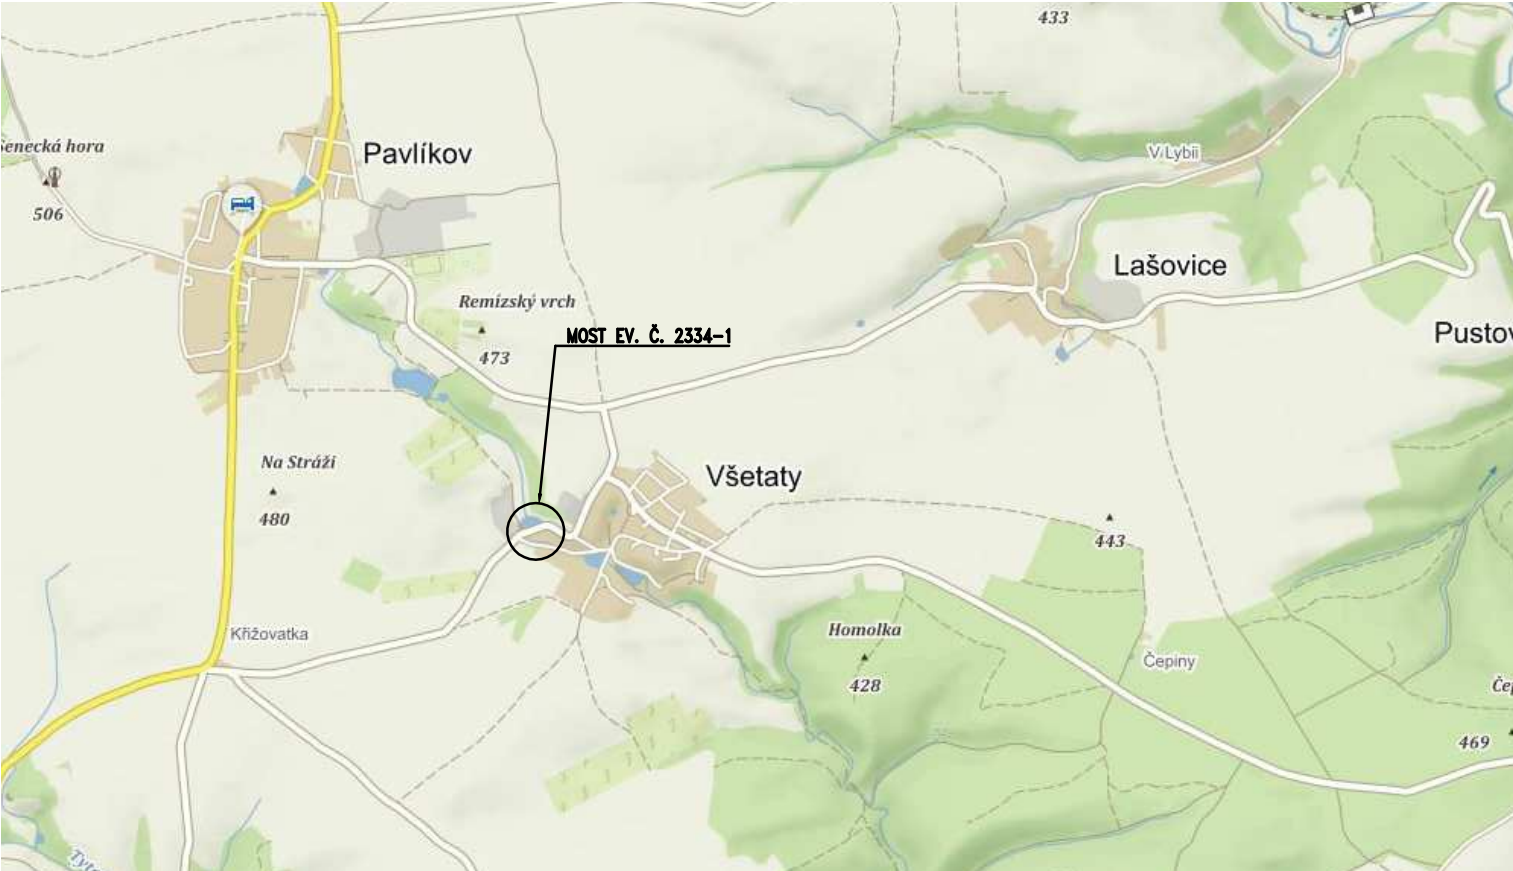 433
Senecká hora
506
Pavlíkov
V Lybii
Lašovice
Remízský vrch
473
MOST EV. Č. 2334-1
Pustov
Na Stráži
480
Všetaty
443
Křižovatka
Homolka
428
Čepiny
Čep
469